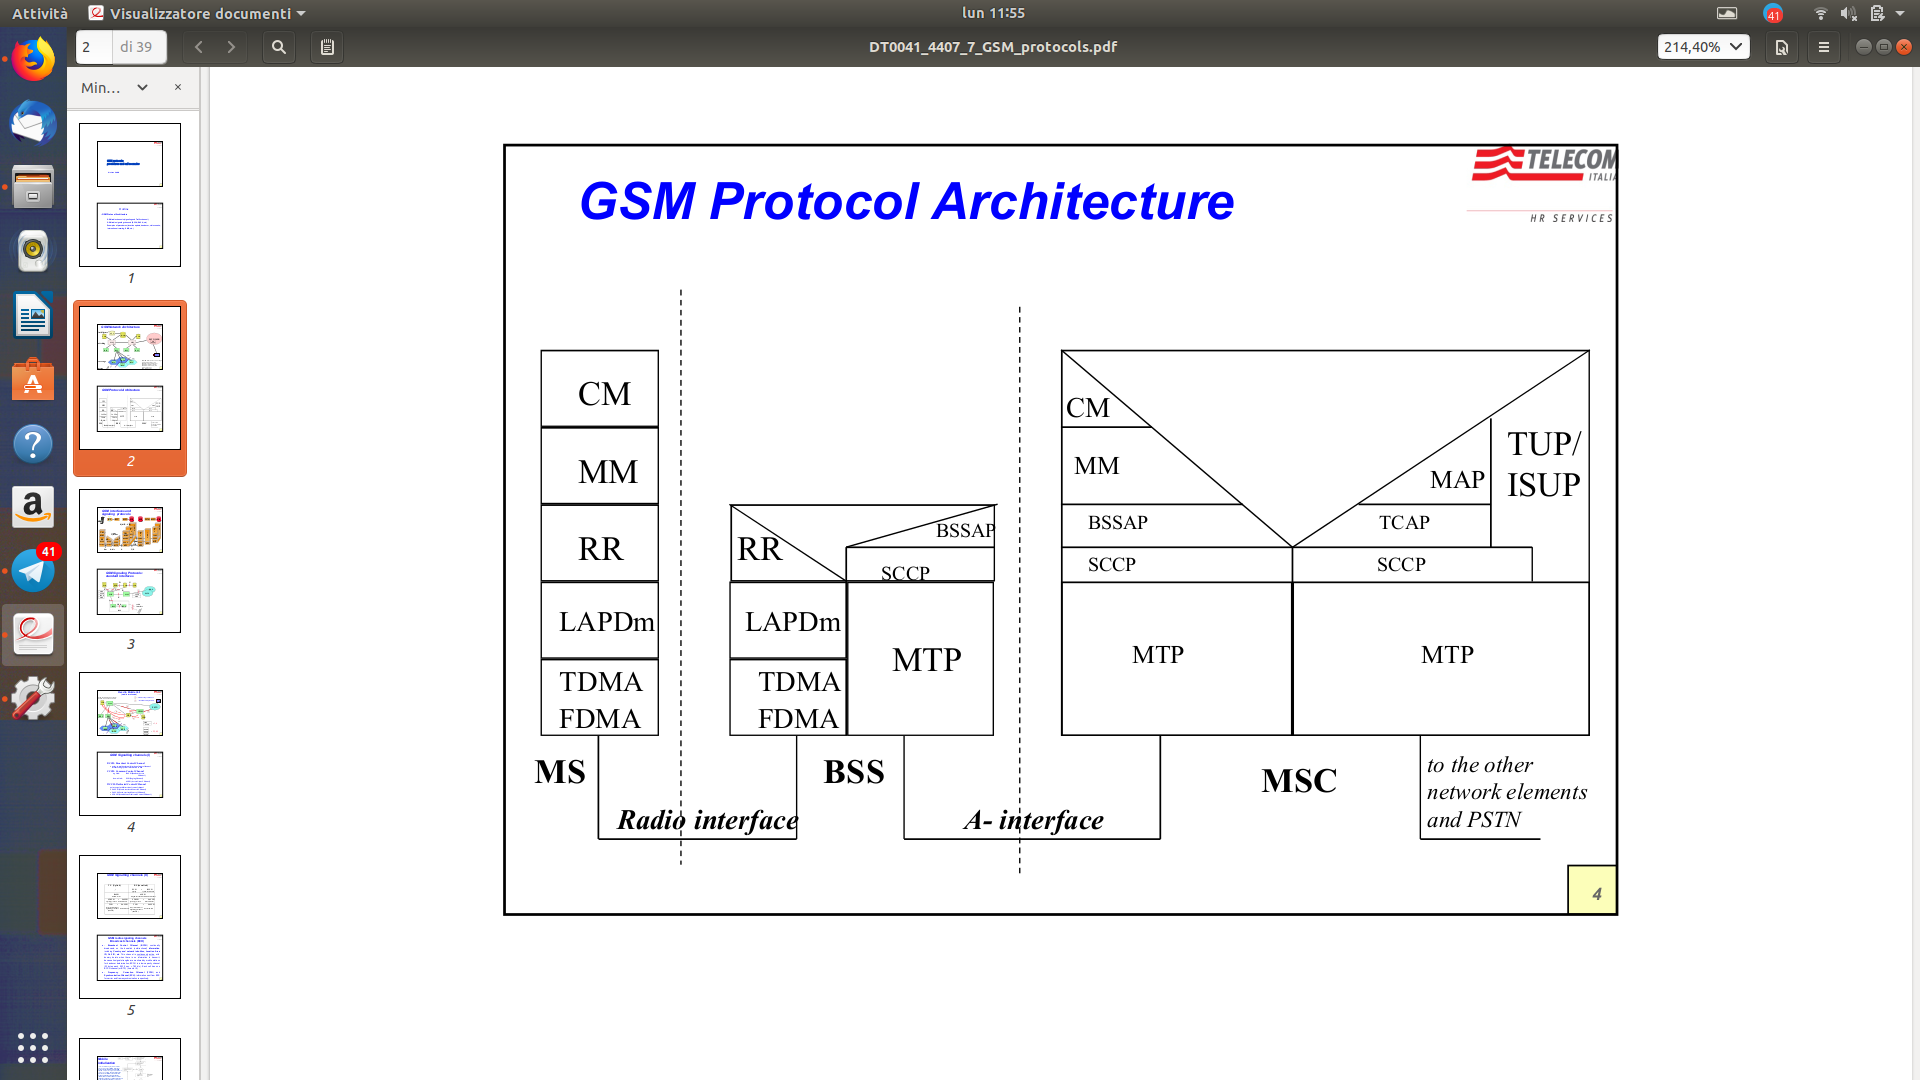 Attività
Visualizzatore documenti
lun 11:55
41
2
di 39
DT0041_4407_7_GSM_protocols.pdf
214,40%
Min...
1
2
3
4
5
41
GSM Protocol Architecture
TELECOM
ITALIA
HR SERVICES
CM
MM
RR
LAPDm
TDMA
FDMA
RR
BSSAP
SCCP
LAPDm
TDMA
FDMA
MTP
CM
MM
BSSAP
SCCP
MTP
MAP
TCAP
SCCP
MTP
TUP/
ISUP
MS
BSS
MSC
Radio interface
A- interface
to the other
network elements
and PSTN
4